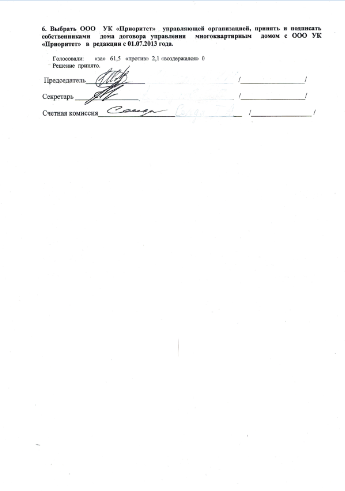 6. Выбрать ООО УК «Приоритет» управляющей организацией, принять и подписать
собственниками дома договора управления многоквартирным домом с ООО УК
«Приоритет» в редакции с 01.07.2013 года.
Голосовали: «за» 61,5 «против» 2,1 «воздержался» 0
Решение принято.
Председатель / /
Секретарь / /
Счетная комиссия / /